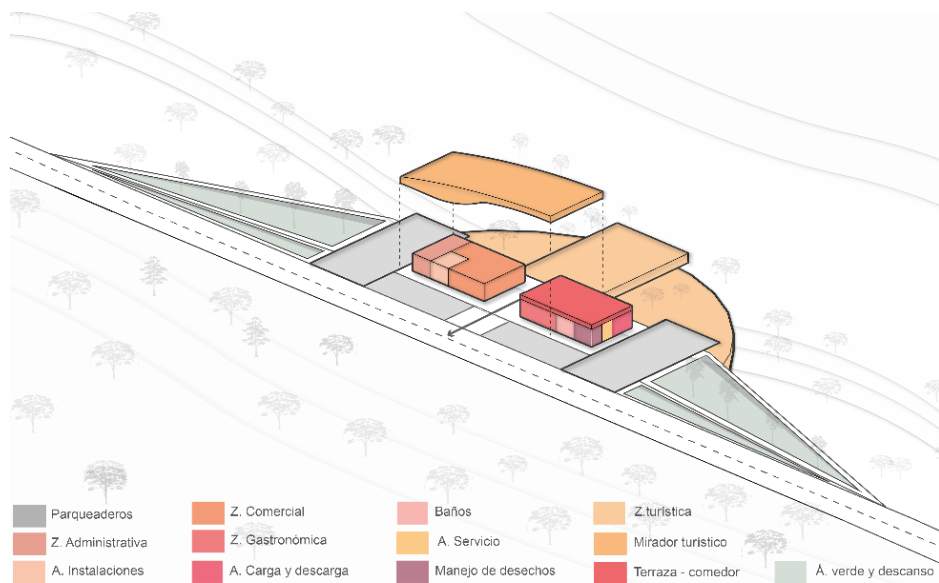 Parqueaderos
Z. Comercial
Baños
Z.turística
Z. Administrativa
Z. Gastronómica
A. Servicio
Mirador turístico
A. Instalaciones
A. Carga y descarga
Manejo de desechos
Terraza - comedor
Á. verde y descanso